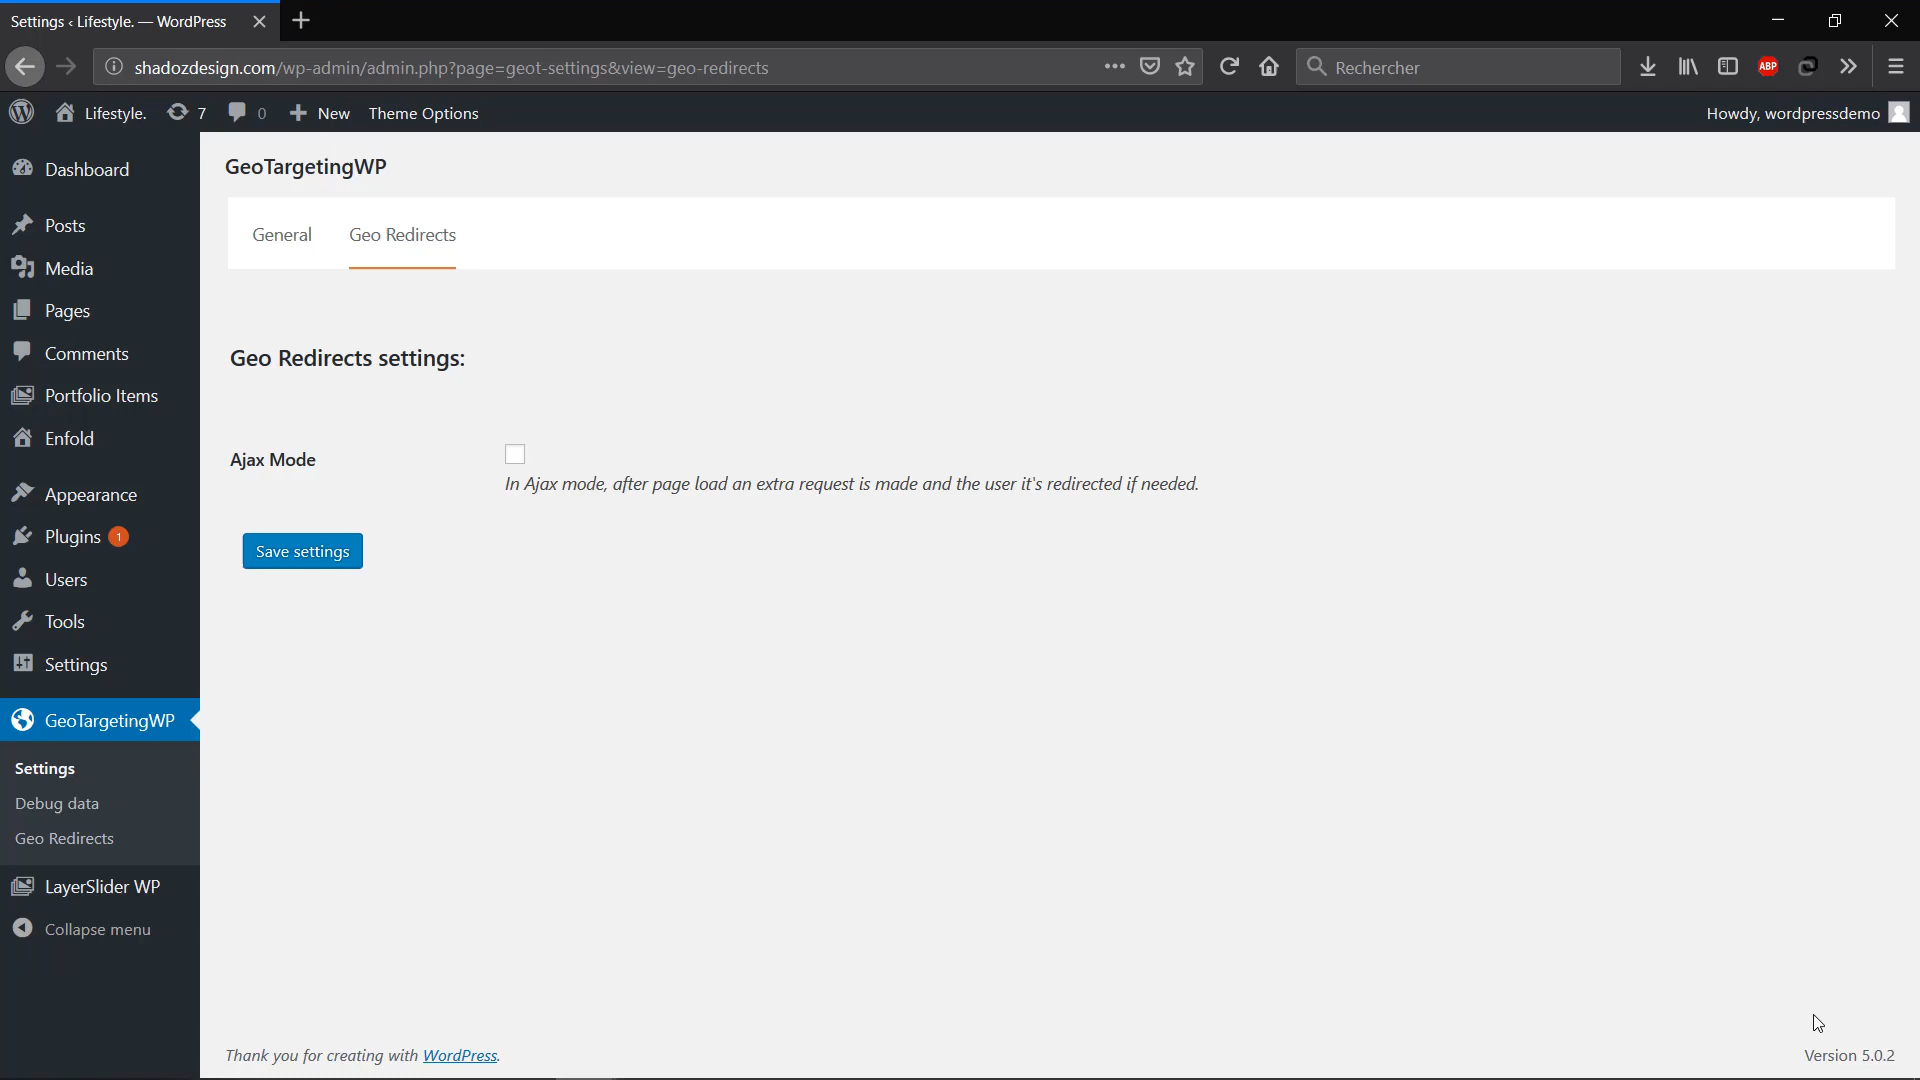 Settings ‹ Lifestyle. — WordPress
shadozdesign.com/wp-admin/admin.php?page=geot-settings&view=geo-redirects
Rechercher
ABP
Lifestyle.
7
0
New
Theme Options
Howdy, wordpressdemo
Dashboard
Posts
Media
Pages
Comments
Portfolio Items
Enfold
Appearance
Plugins 1
Users
Tools
Settings
GeoTargetingWP
Settings
Debug data
Geo Redirects
LayerSlider WP
Collapse menu
GeoTargetingWP
General
Geo Redirects
Geo Redirects settings:
Ajax Mode
In Ajax mode, after page load an extra request is made and the user it's redirected if needed.
Save settings
Thank you for creating with WordPress.
Version 5.0.2